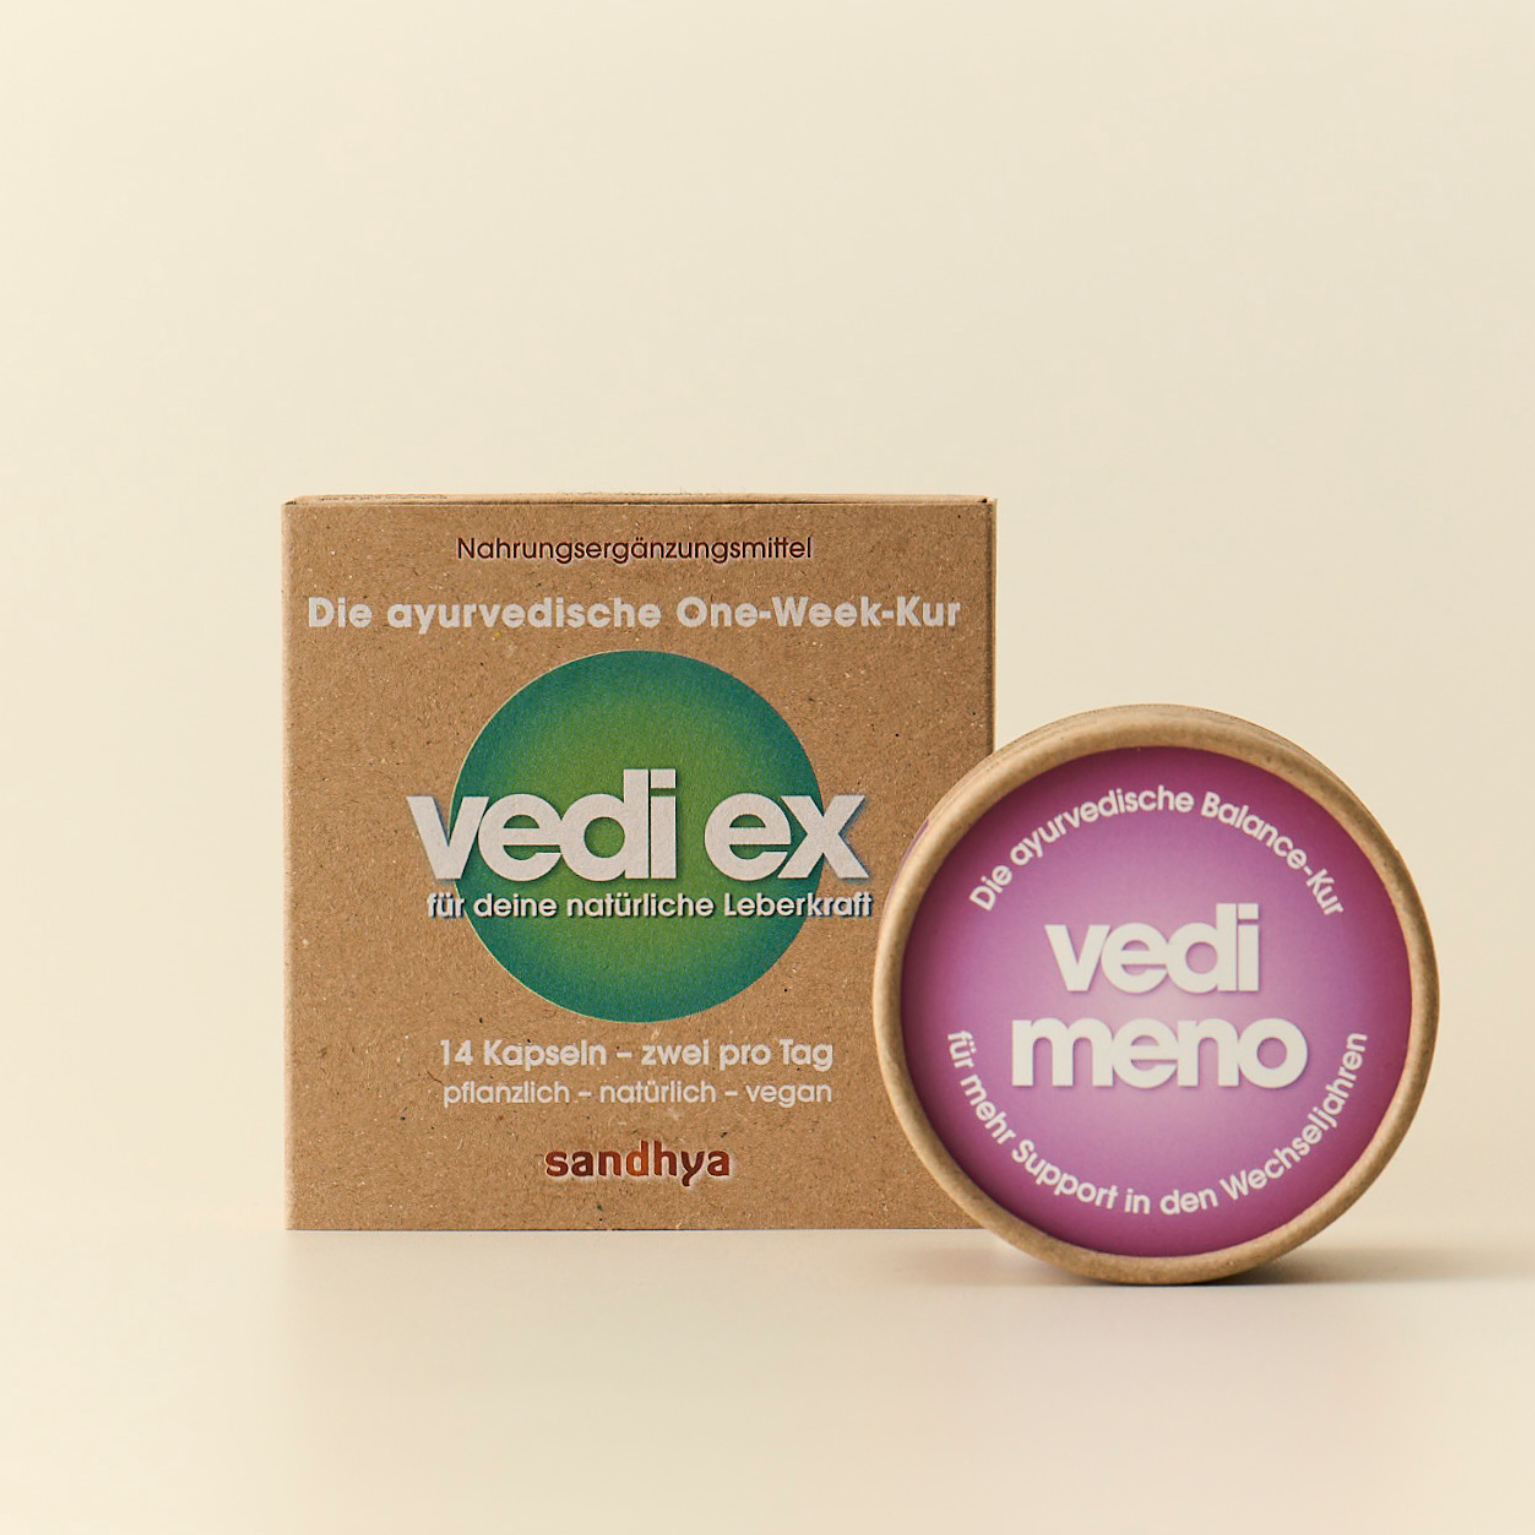 Nahrungsergänzungsmittel
Die ayurvedische One-Week-Kur
vedi ex
für deine natürliche Leberkraft
14 Kapseln – zwei pro Tag
pflanzlich – natürlich – vegan
sandhya
Die ayurvedische Balance-Kur
vedi
meno
für mehr Support in den Wechseljahren